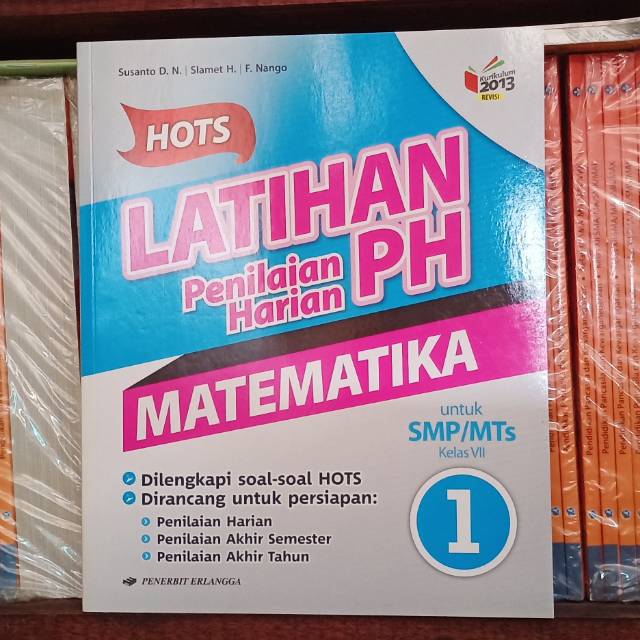 Susanto D. N. | Slamet H. | F. Nango
Kurikulum
2013
REVISI
HOTS
LATIHAN
Penilaian
Harian
PH
MATEMATIKA
untuk
SMP/MTs
Kelas VII
1
Dilengkapi soal-soal HOTS
Dirancang untuk persiapan:
Penilaian Harian
Penilaian Akhir Semester
Penilaian Akhir Tahun
PENERBIT ERLANGGA